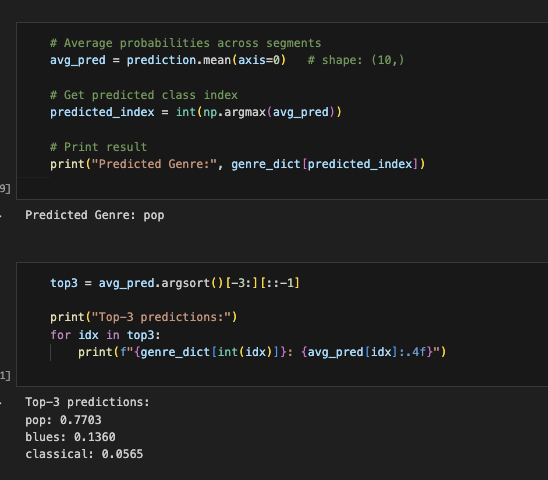 # Average probabilities across segments
avg_pred = prediction.mean(axis=0)   # shape: (10,)
# Get predicted class index
predicted_index = int(np.argmax(avg_pred))
# Print result
print("Predicted Genre:", genre_dict[predicted_index])
9]
Predicted Genre: pop
top3 = avg_pred.argsort()[-3:][::-1]
print("Top-3 predictions:")
for idx in top3:
    print(f"{genre_dict[int(idx)]}: {avg_pred[idx]:.4f}")
1]
Top-3 predictions:
pop: 0.7703
blues: 0.1360
classical: 0.0565